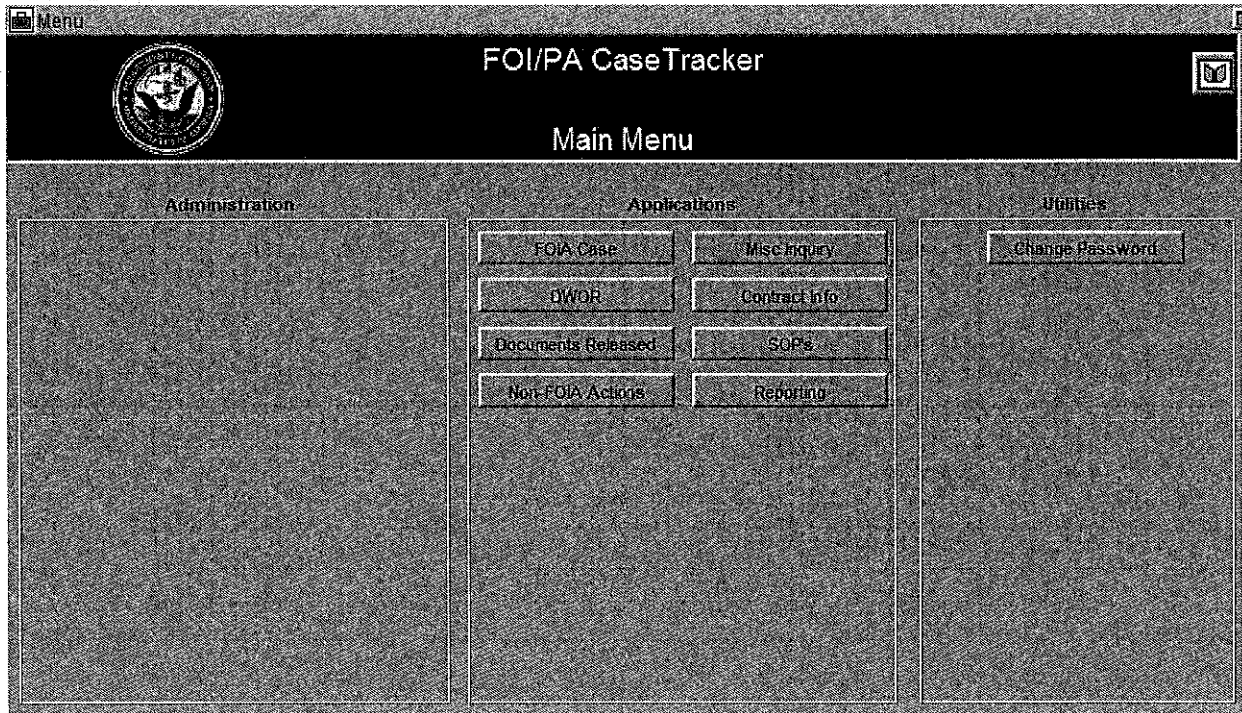 Menu
FOI/PA CaseTracker
Main Menu
Administration
Applications
Utilities
FOIA Case
Misc Inquiry
Change Password
DWOR
Contract Info
Documents Released
SOPs
Non-FOIA Actions
Reporting